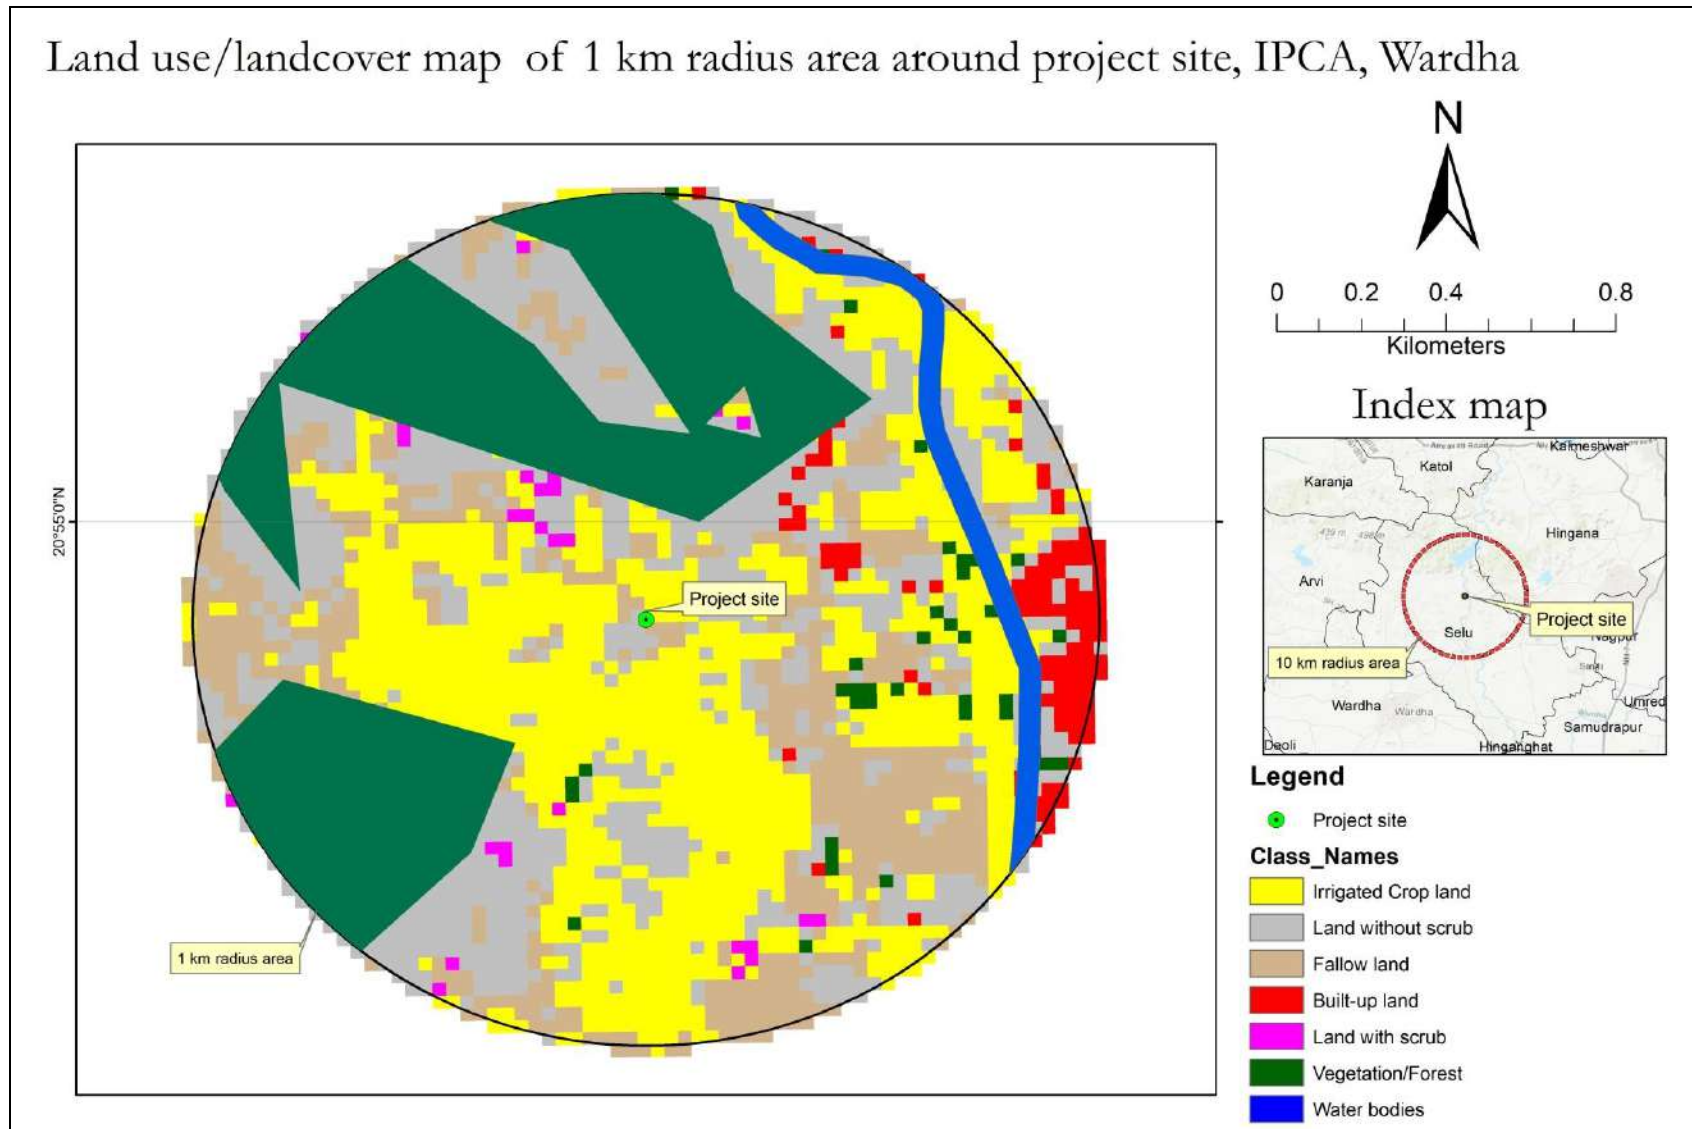 Land use/landcover map of 1 km radius area around project site, IPCA, Wardha
N
0 0.2 0.4 0.8
Kilometers
Index map
Kalmeshwar
Katol
Karanja
Hingana
Arvi
Project site
Selu
Nagpur
10 km radius area
Wardha
Wardha
Umred
Samudrapur
Deoli
Hinganghat
20°55'0"N
Project site
1 km radius area
Legend
Project site
Class_Names
Irrigated Crop land
Land without scrub
Fallow land
Built-up land
Land with scrub
Vegetation/Forest
Water bodies